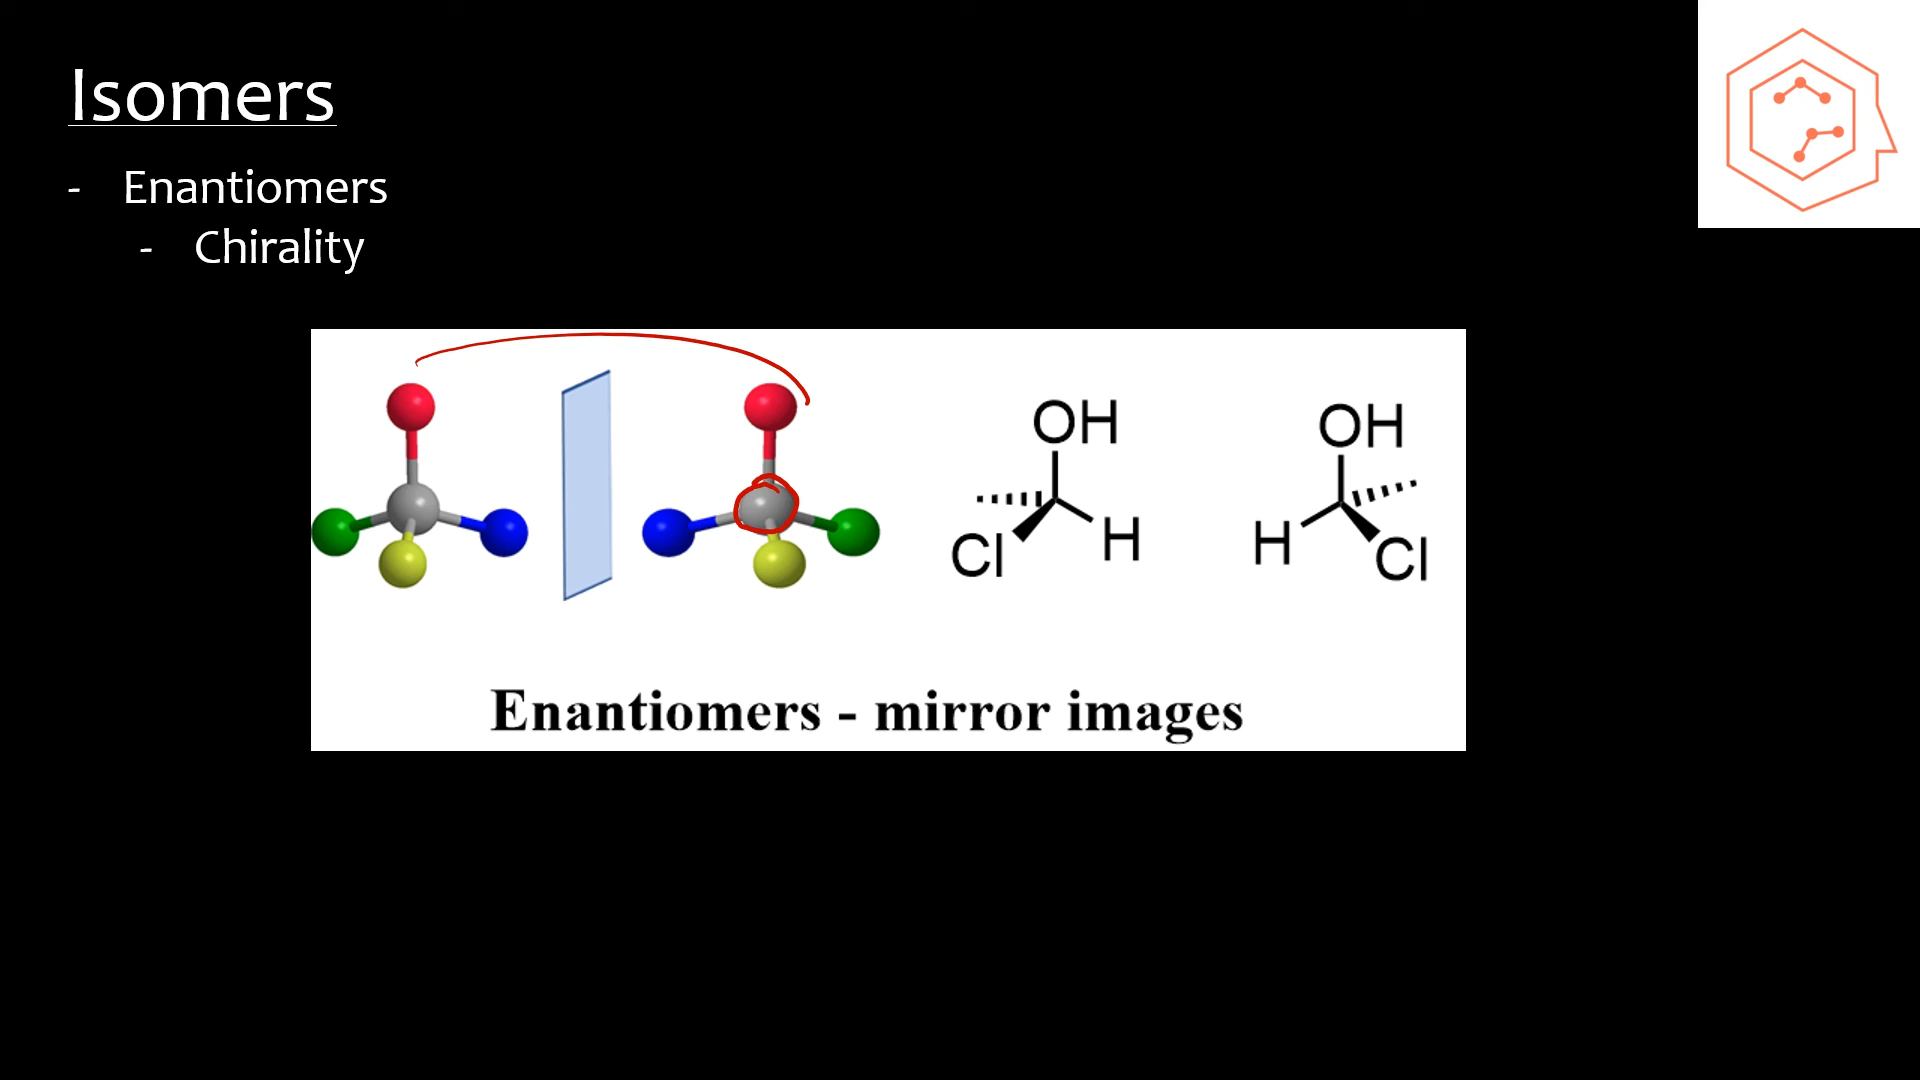 Isomers
- Enantiomers
- Chirality
OH OH
Cl H H Cl
Enantiomers - mirror images